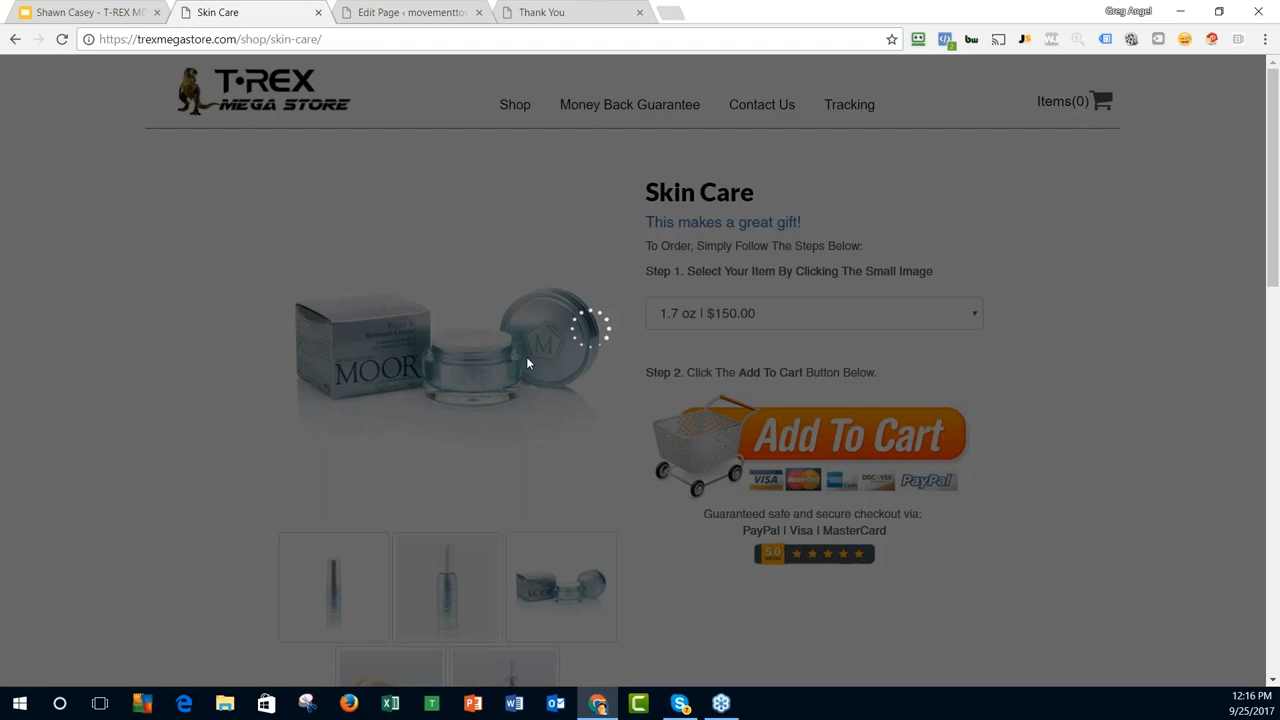 Shawn Casey - T-REX ME
Skin Care
Edit Page ‹ movementtov
Thank You
Greg Angel
https://trexmegastore.com/shop/skin-care/
T-REX
MEGA STORE
Shop
Money Back Guarantee
Contact Us
Tracking
Items(0)
Skin Care
This makes a great gift!
To Order, Simply Follow The Steps Below:
Step 1. Select Your Item By Clicking The Small Image
1.7 oz | $150.00
Renewal Cream
MOOR
M
Step 2. Click The Add To Cart Button Below.
Add To Cart
VISA MasterCard DISCOVER PayPal
Guaranteed safe and secure checkout via:
PayPal | Visa | MasterCard
5.0
12:16 PM
9/25/2017